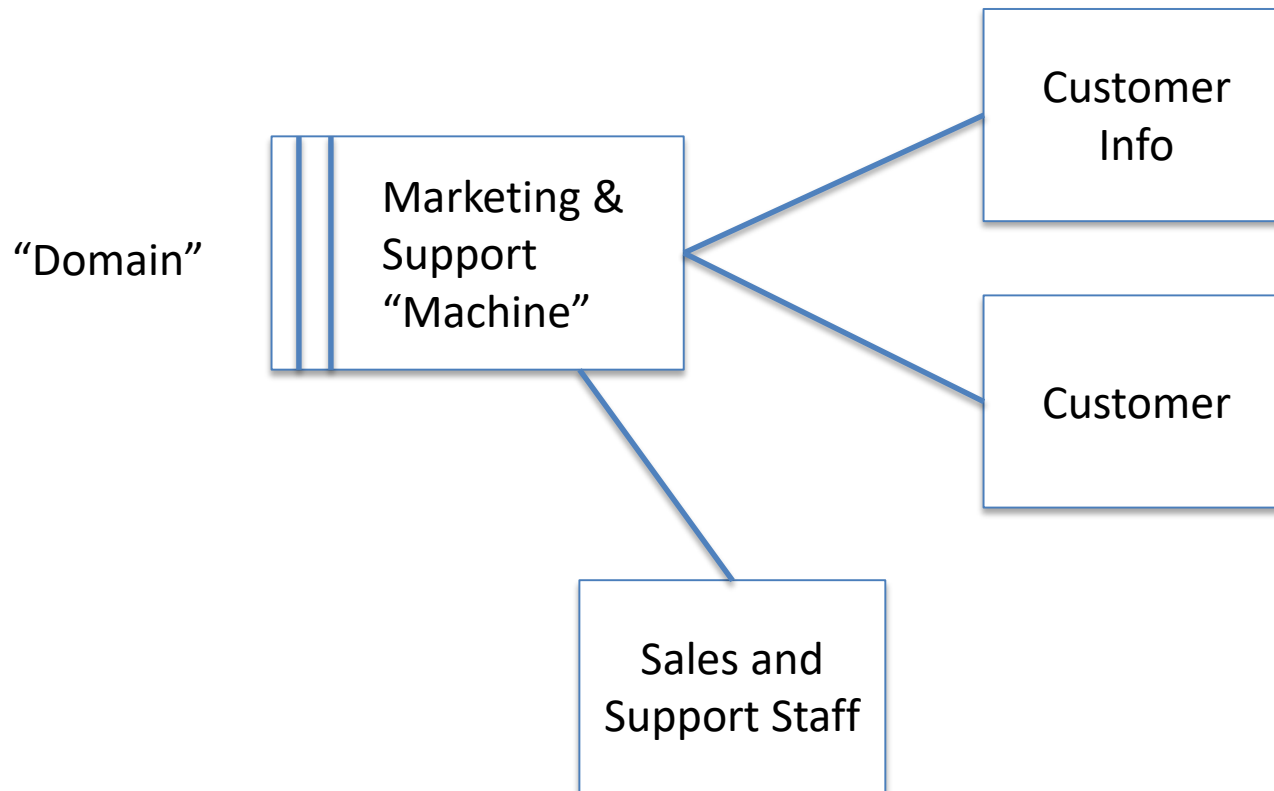 Customer
Info
Marketing &
Support
“Machine”
“Domain”
Customer
Sales and
Support Staff